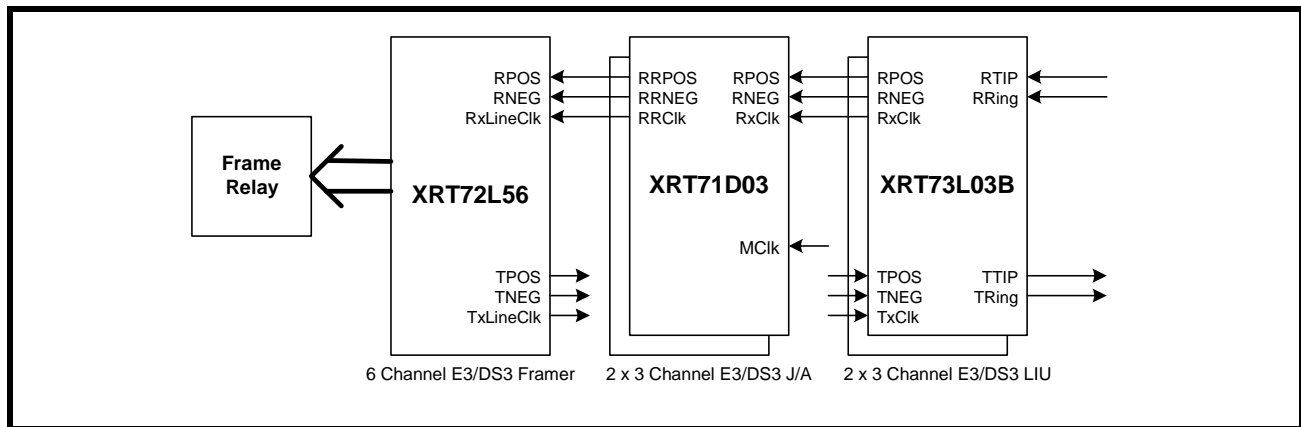 RPOS
RNEG
RxLineClk
RRPOS
RRNEG
RRClk
RPOS
RNEG
RxClk
RPOS
RNEG
RxClk
RTIP
RRing
Frame
Relay
XRT72L56
XRT71D03
XRT73L03B
MClk
TPOS
TNEG
TxLineClk
TPOS
TNEG
TxClk
TTIP
TRing
6 Channel E3/DS3 Framer
2 x 3 Channel E3/DS3 J/A
2 x 3 Channel E3/DS3 LIU